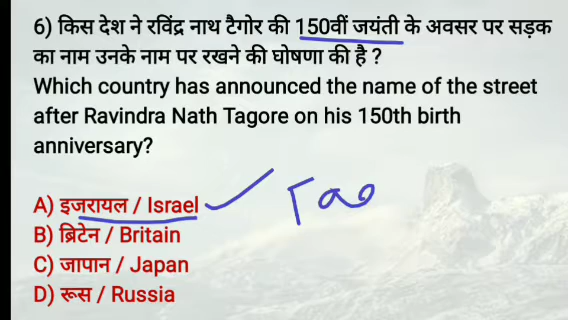 6) किस देश ने रविंद्र नाथ टैगोर की 150वीं जयंती के अवसर पर सड़क
का नाम उनके नाम पर रखने की घोषणा की है ?
Which country has announced the name of the street
after Ravindra Nath Tagore on his 150th birth
anniversary?
A) इजरायल / Israel
B) ब्रिटेन / Britain
C) जापान / Japan
D) रूस / Russia